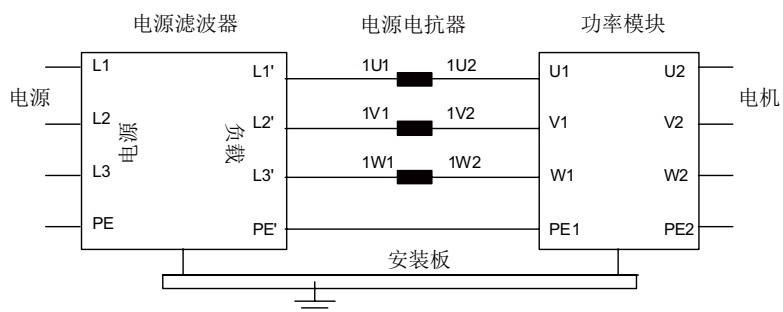 电源滤波器 电源电抗器 功率模块
L1 L1' 1U1 1U2 U1 U2
电源 电机
L2 L2' 1V1 1V2 V1 V2
电源 负载
L3 L3' 1W1 1W2 W1 W2
PE PE' PE1 PE2
安装板